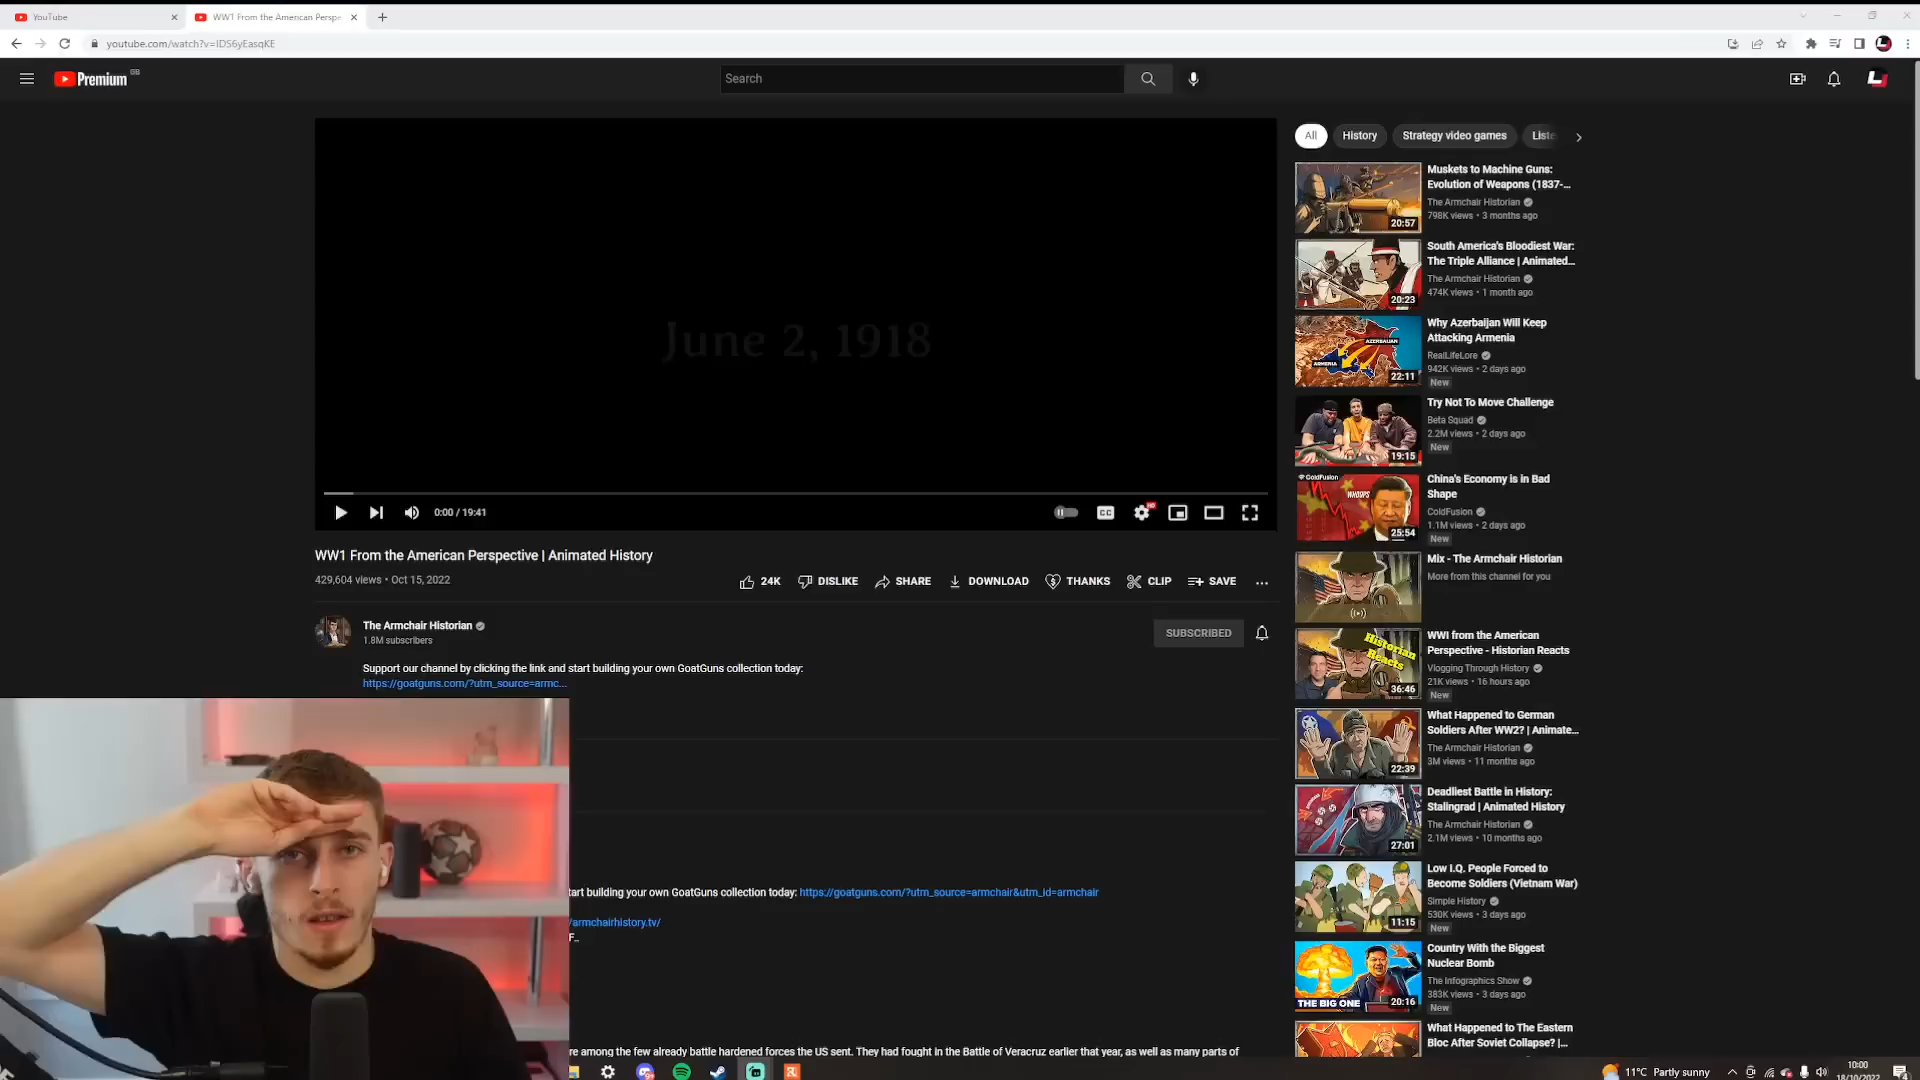 YouTube
WW1 From the American Perspe
youtube.com/watch?v=IDS6yEasqKE
Premium GB
Search
June 2, 1918
0:00 / 19:41
CC
HD
WW1 From the American Perspective | Animated History
429,604 views • Oct 15, 2022
24K
DISLIKE
SHARE
DOWNLOAD
THANKS
CLIP
SAVE
The Armchair Historian
1.8M subscribers
SUBSCRIBED
Support our channel by clicking the link and start building your own GoatGuns collection today:
https://goatguns.com/?utm_source=armc...
tart building your own GoatGuns collection today: https://goatguns.com/?utm_source=armchair&utm_id=armchair
/armchairhistory.tv/
F_
re among the few already battle hardened forces the US sent. They had fought in the Battle of Veracruz earlier that year, as well as many parts of
All
History
Strategy video games
Liste
Muskets to Machine Guns:
Evolution of Weapons (1837-...
The Armchair Historian
798K views • 3 months ago
20:57
South America's Bloodiest War:
The Triple Alliance | Animated...
The Armchair Historian
474K views • 1 month ago
20:23
Why Azerbaijan Will Keep
Attacking Armenia
RealLifeLore
942K views • 2 days ago
New
AZERBAIJAN
ARMENIA
22:11
Try Not To Move Challenge
Beta Squad
2.2M views • 2 days ago
New
19:15
China's Economy is in Bad
Shape
ColdFusion
1.1M views • 2 days ago
New
ColdFusion
WHOOPS
25:54
Mix - The Armchair Historian
More from this channel for you
WWI from the American
Perspective - Historian Reacts
Vlogging Through History
21K views • 16 hours ago
New
Historian
Reacts
36:46
What Happened to German
Soldiers After WW2? | Animate...
The Armchair Historian
3M views • 11 months ago
22:39
Deadliest Battle in History:
Stalingrad | Animated History
The Armchair Historian
2.1M views • 10 months ago
27:01
Low I.Q. People Forced to
Become Soldiers (Vietnam War)
Simple History
530K views • 3 days ago
New
11:15
Country With the Biggest
Nuclear Bomb
The Infographics Show
383K views • 3 days ago
New
THE BIG ONE
20:16
What Happened to The Eastern
Bloc After Soviet Collapse? |...
11°C Partly sunny
10:00
18/10/2022